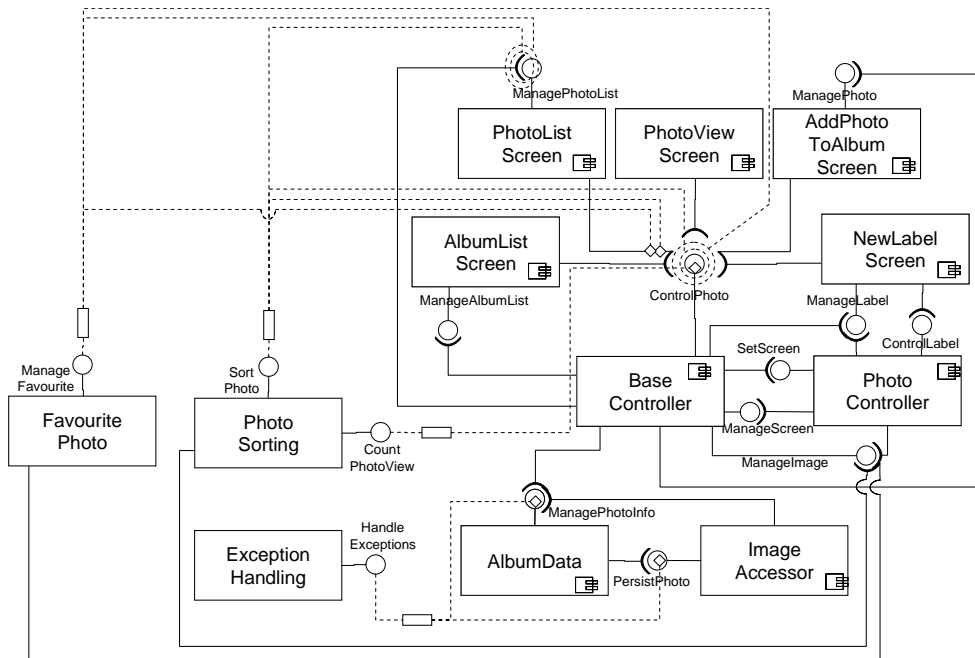 ManagePhotoList
ManagePhoto
PhotoList
Screen
PhotoView
Screen
AddPhoto
ToAlbum
Screen
AlbumList
Screen
NewLabel
Screen
ManageAlbumList
ControlPhoto
ManageLabel
ControlLabel
SetScreen
Manage
Favourite
Sort
Photo
Base
Controller
Photo
Controller
Favourite
Photo
Photo
Sorting
Count
PhotoView
ManageScreen
ManageImage
Handle
Exceptions
ManagePhotoInfo
Exception
Handling
AlbumData
PersistPhoto
Image
Accessor